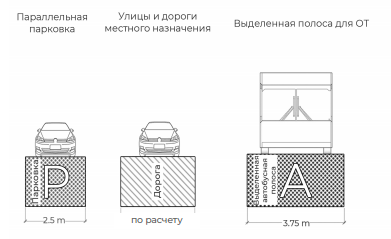 Параллельная
парковка
Улицы и дороги
местного назначения
Выделенная полоса для ОТ
Парковка
P
Дорога
Выделенная
автобусная
полоса
A
2.5 m
по расчету
3.75 m